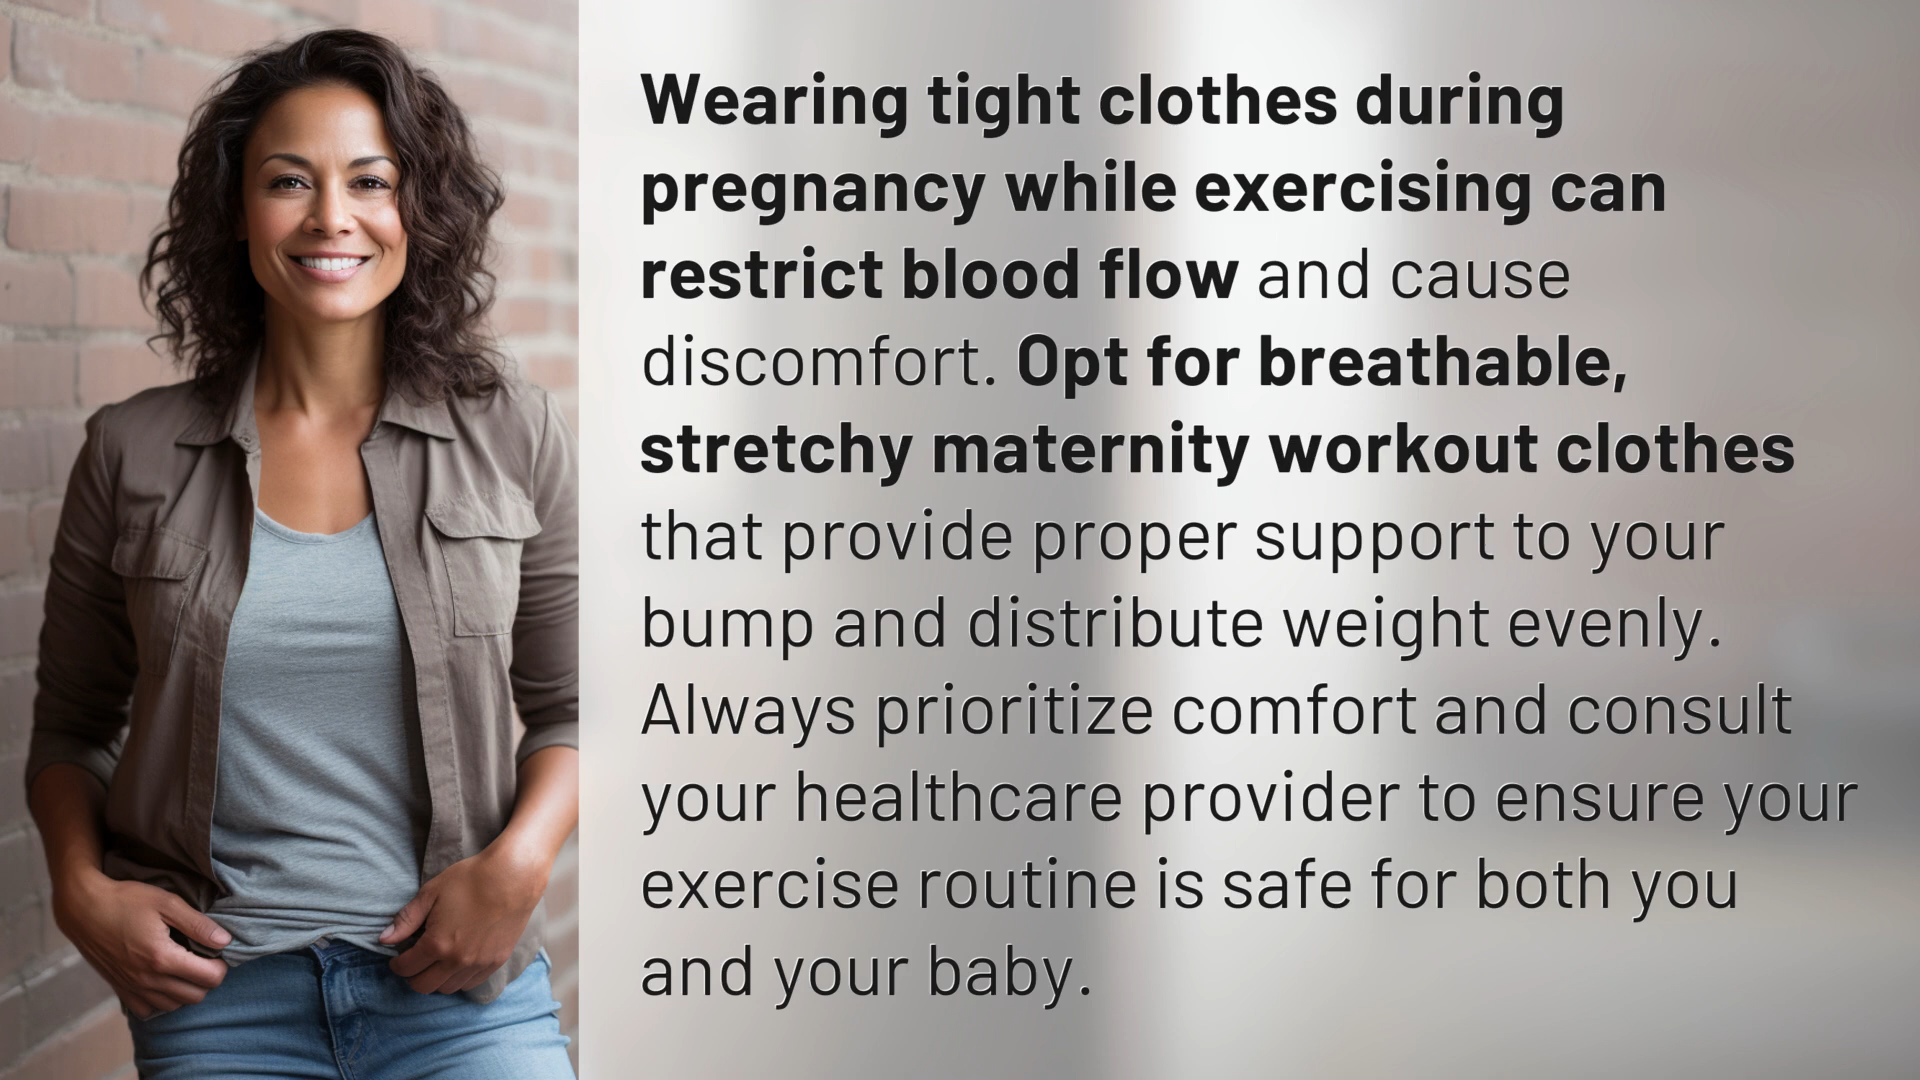 Wearing tight clothes during
pregnancy while exercising can
restrict blood flow and cause
discomfort. Opt for breathable,
stretchy maternity workout clothes
that provide proper support to your
bump and distribute weight evenly.
Always prioritize comfort and consult
your healthcare provider to ensure your
exercise routine is safe for both you
and your baby.